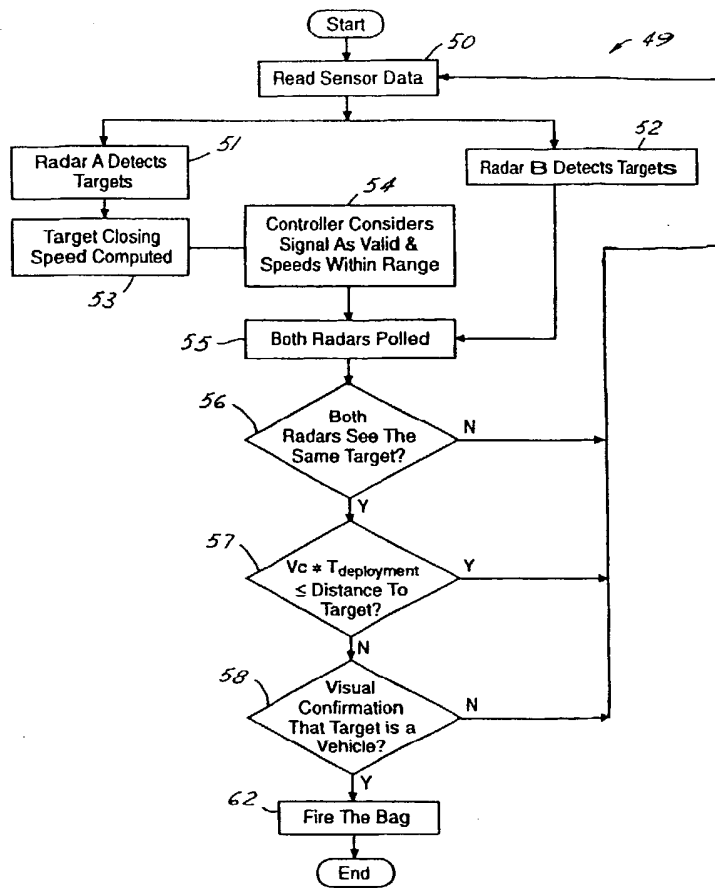 Start
50
49
Read Sensor Data
51
52
Radar A Detects
Targets
Radar B Detects Targets
54
Target Closing
Speed Computed
Controller Considers
Signal As Valid &
Speeds Within Range
53
55
Both Radars Polled
56
Both
Radars See The
Same Target?
N
Y
57
Vc * Tdeployment
≤ Distance To
Target?
Y
N
58
Visual
Confirmation
That Target is a
Vehicle?
N
Y
62
Fire The Bag
End